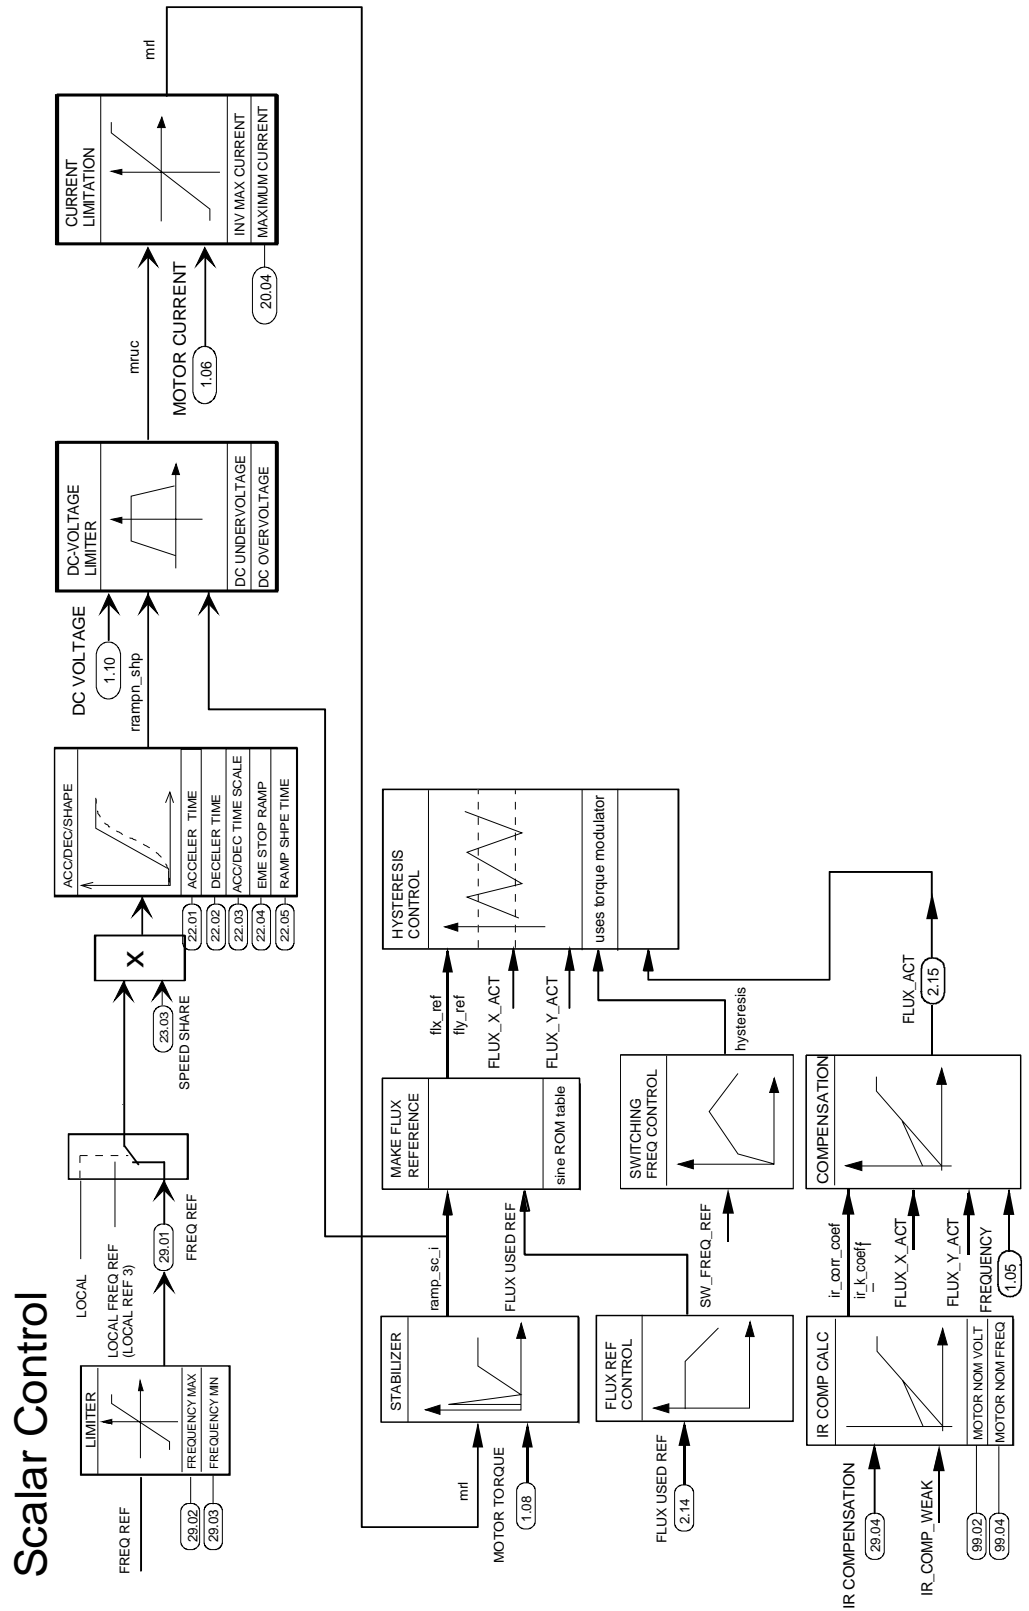 Scalar Control
FREQ REF
LIMITER
FREQUENCY MAX
FREQUENCY MIN
29.02
29.03
LOCAL
LOCAL FREQ REF
(LOCAL REF 3)
29.01
FREQ REF
X
23.03
SPEED SHARE
ACC/DEC/SHAPE
ACCELER TIME
DECELER TIME
ACC/DEC TIME SCALE
EME STOP RAMP
RAMP SHPE TIME
22.01
22.02
22.03
22.04
22.05
DC VOLTAGE
1.10
rrampn_shp
DC-VOLTAGE
LIMITER
DC UNDERVOLTAGE
DC OVERVOLTAGE
mruc
MOTOR CURRENT
1.06
CURRENT
LIMITATION
INV MAX CURRENT
MAXIMUM CURRENT
20.04
mrl
mrl
MOTOR TORQUE
1.08
STABILIZER
ramp_sc_i
FLUX USED REF
MAKE FLUX
REFERENCE
sine ROM table
flx_ref
fly_ref
FLUX_X_ACT
FLUX_Y_ACT
HYSTERESIS
CONTROL
uses torque modulator
FLUX USED REF
2.14
FLUX REF
CONTROL
SW_FREQ_REF
SWITCHING
FREQ CONTROL
hysteresis
IR COMPENSATION
29.04
IR_COMP_WEAK
99.02
99.04
IR COMP CALC
MOTOR NOM VOLT
MOTOR NOM FREQ
ir_corr_coef
ir_k_coeff
FLUX_X_ACT
FLUX_Y_ACT
FREQUENCY
1.05
COMPENSATION
FLUX_ACT
2.15